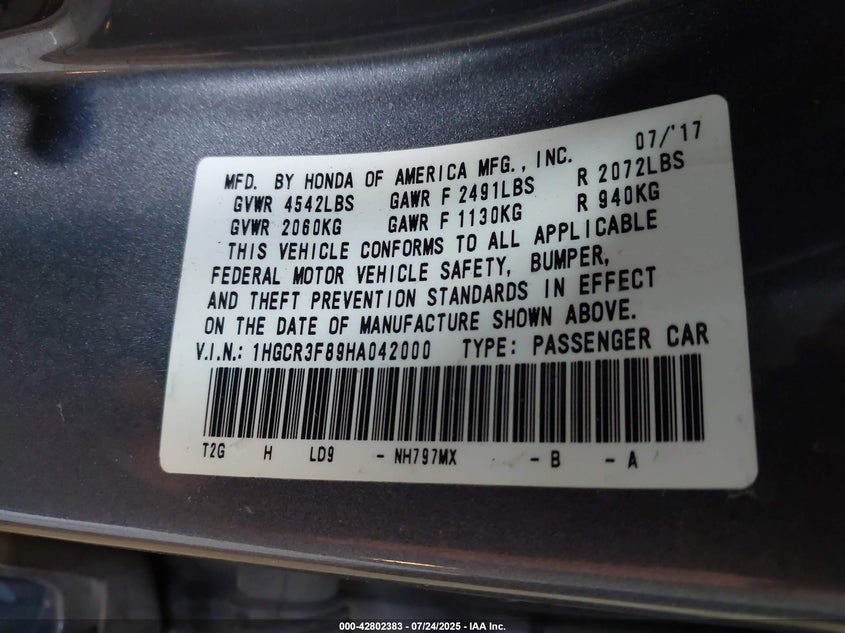 07/'17
MFD. BY HONDA OF AMERICA MFG., INC.
GVWR 4542LBS GAWR F 2491LBS R 2072LBS
GVWR 2060KG GAWR F 1130KG R 940KG
THIS VEHICLE CONFORMS TO ALL APPLICABLE
FEDERAL MOTOR VEHICLE SAFETY, BUMPER,
AND THEFT PREVENTION STANDARDS IN EFFECT
ON THE DATE OF MANUFACTURE SHOWN ABOVE.
V.I.N.: 1HGCR3F89HA042000 TYPE: PASSENGER CAR
T2G H LD9 - NH797MX - B - A
000-42802383 / 07/24/2025 - IAA Inc.